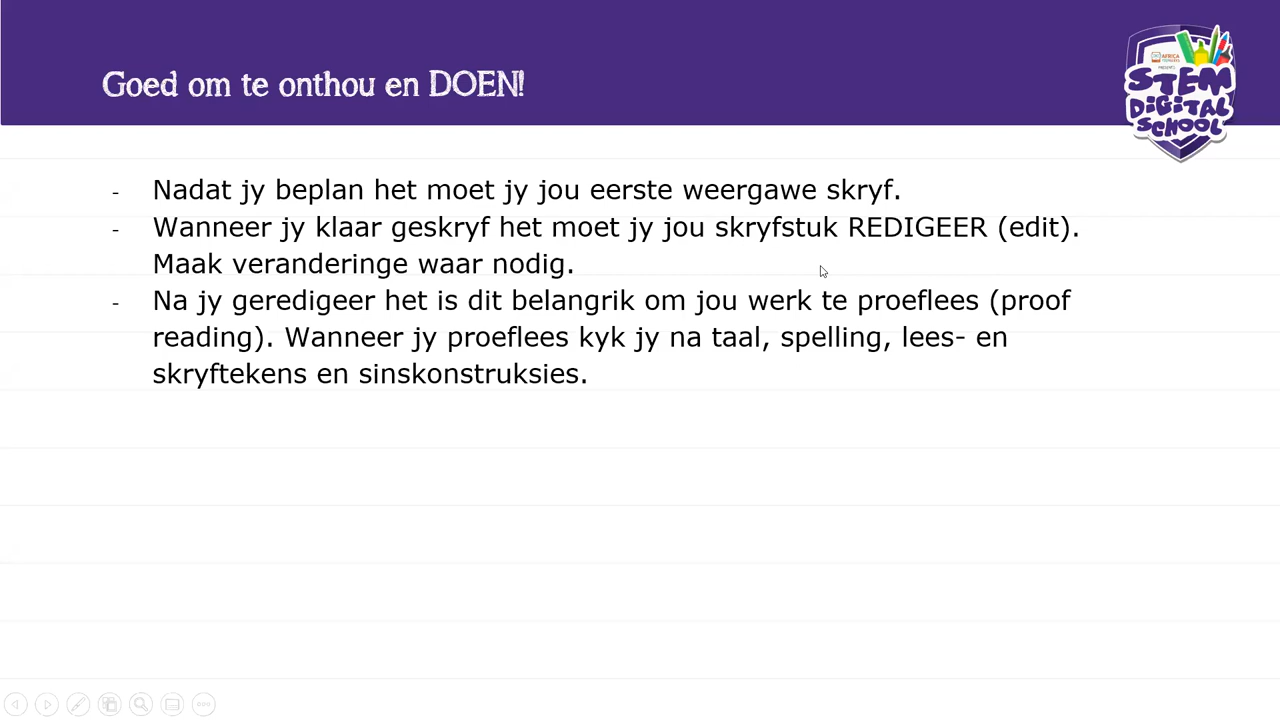 Goed om te onthou en DOEN!
AFRICA
PRESENTS
STEM
DIGITAL
SCHOOL
- Nadat jy beplan het moet jy jou eerste weergawe skryf.
- Wanneer jy klaar geskryf het moet jy jou skryfstuk REDIGEER (edit).
Maak veranderinge waar nodig.
- Na jy geredigeer het is dit belangrik om jou werk te proeflees (proof
reading). Wanneer jy proeflees kyk jy na taal, spelling, lees- en
skryftekens en sinskonstruksies.